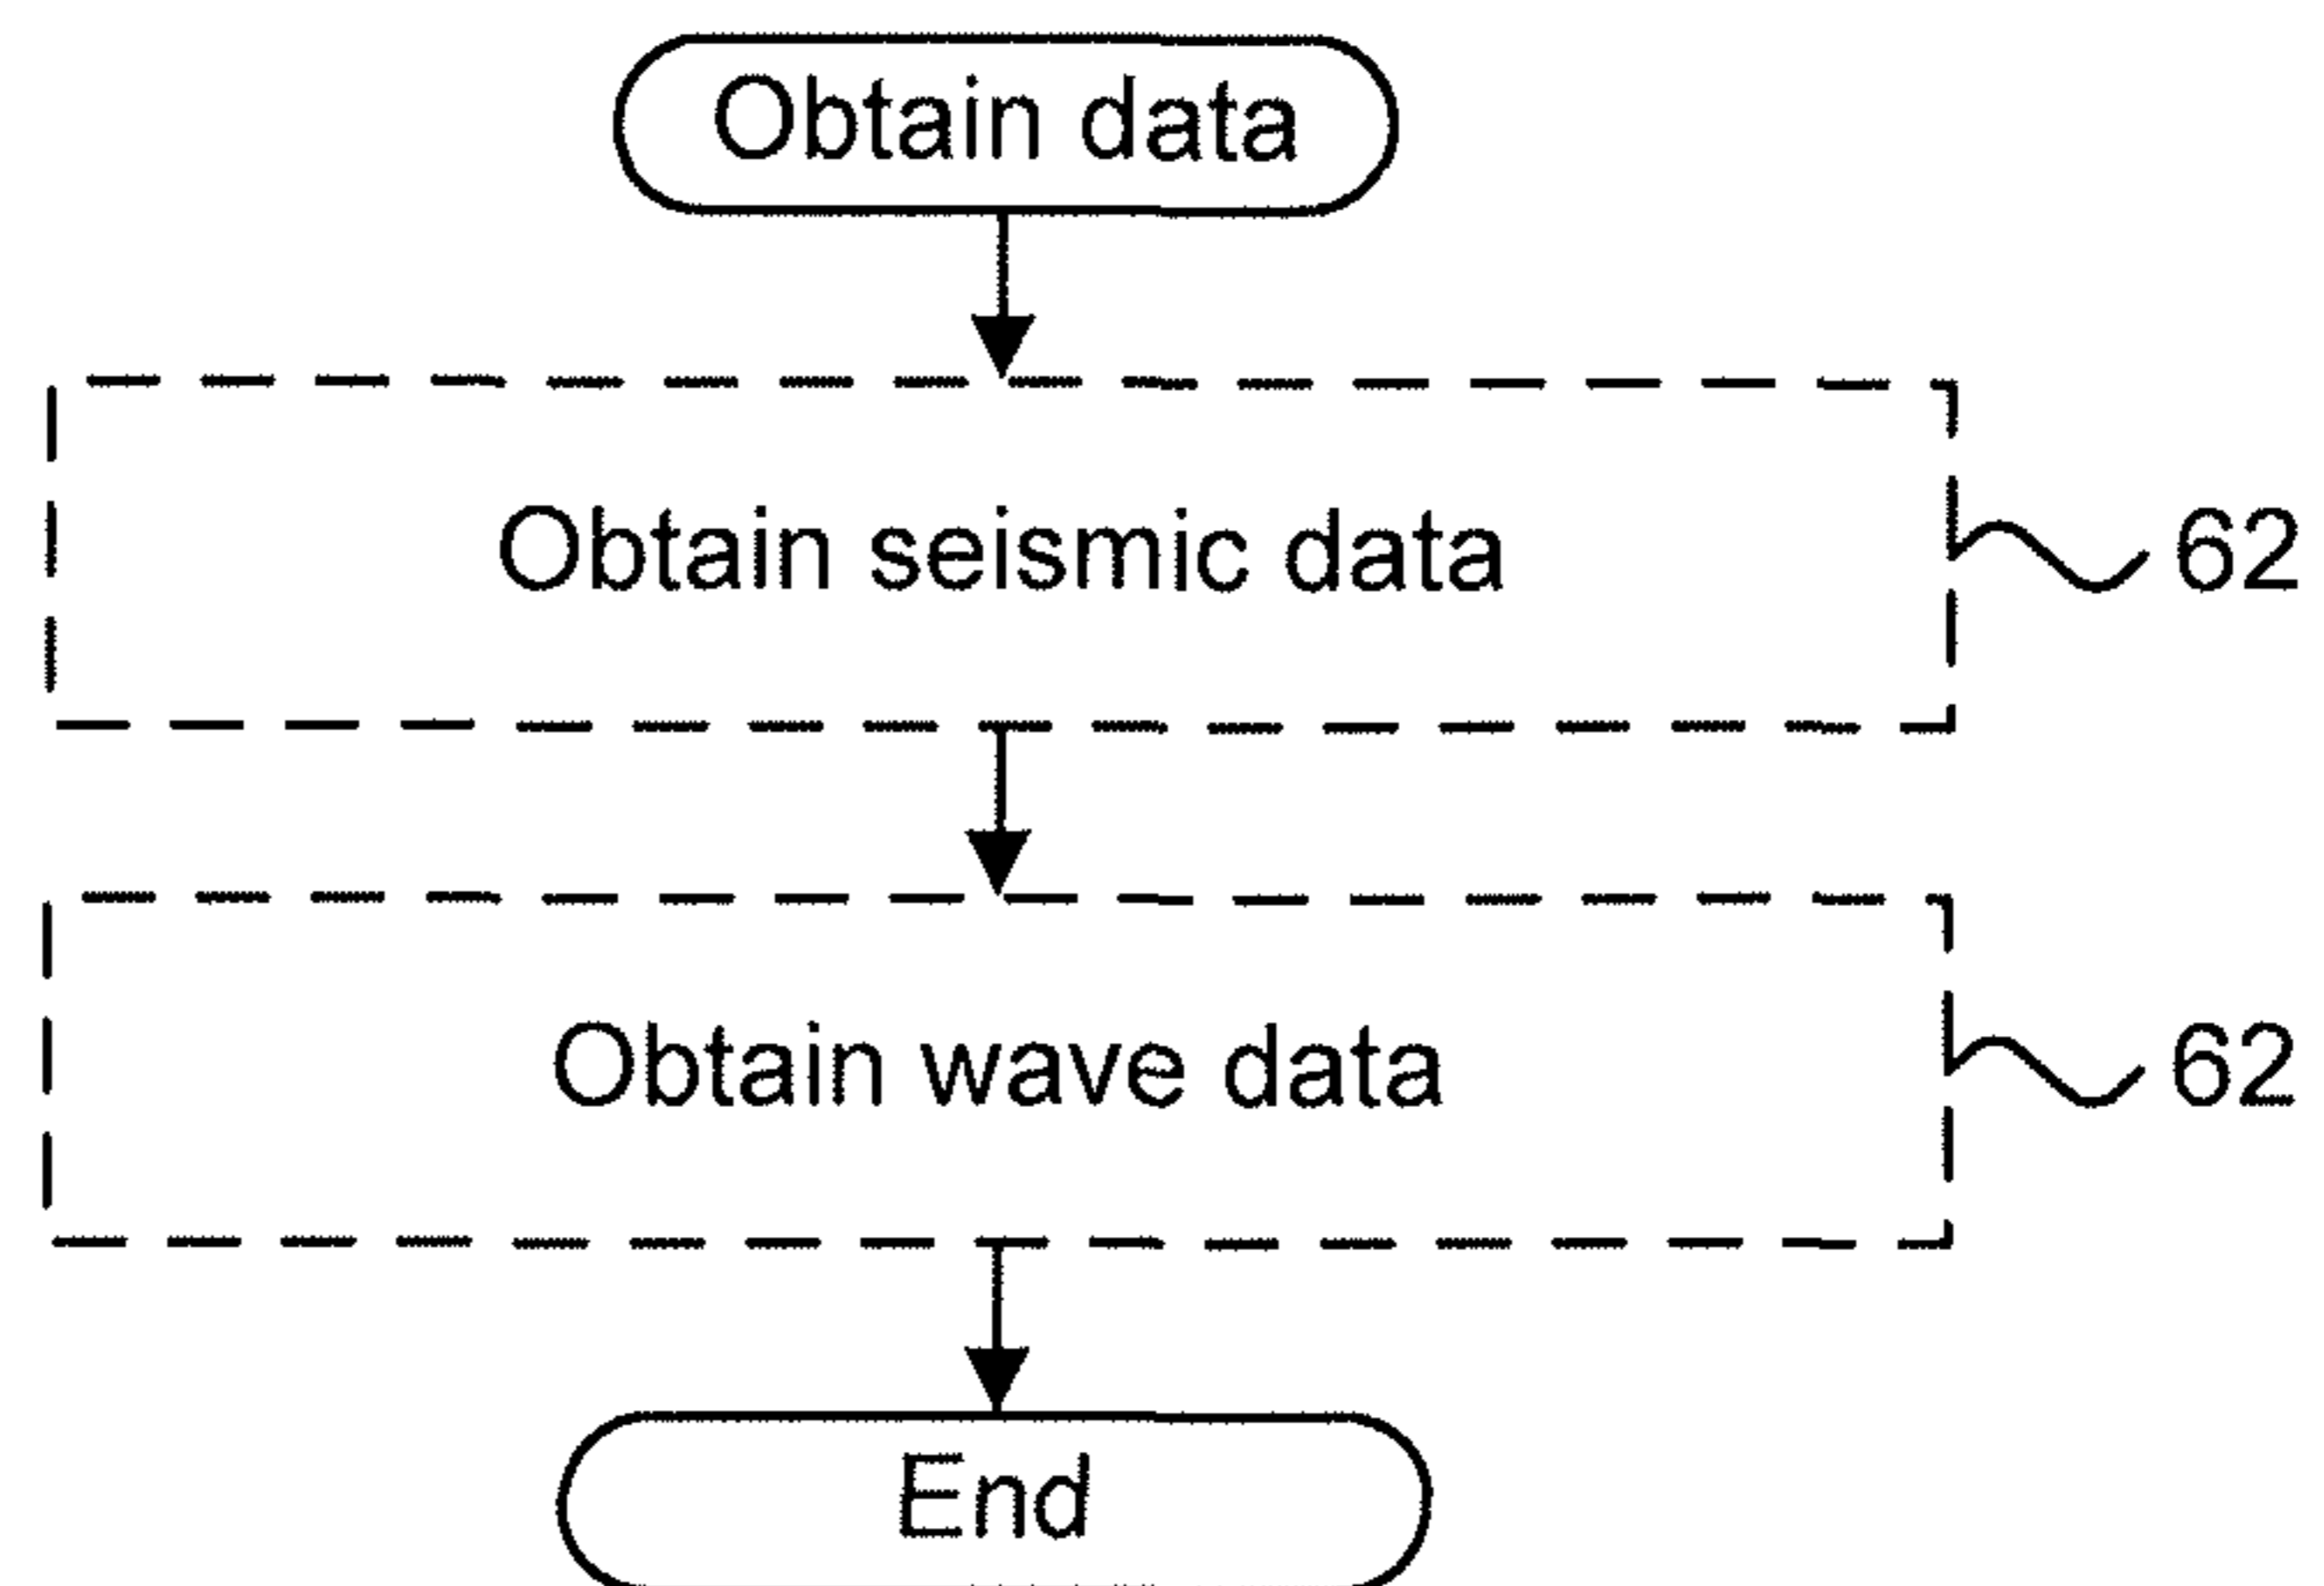 Obtain data
Obtain seismic data
62
Obtain wave data
62
End